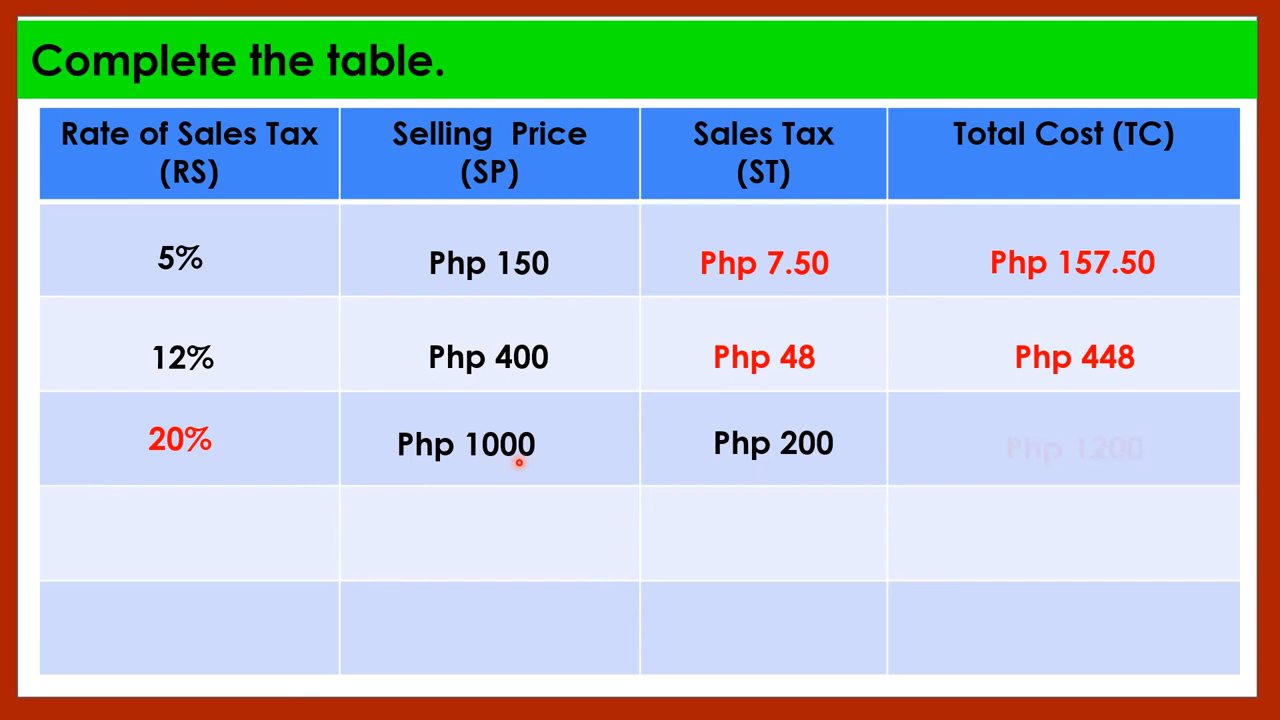 Complete the table.
Rate of Sales Tax (RS) Selling Price (SP) Sales Tax (ST) Total Cost (TC)
5% Php 150 Php 7.50 Php 157.50
12% Php 400 Php 48 Php 448
20% Php 1000 Php 200 Php 1200